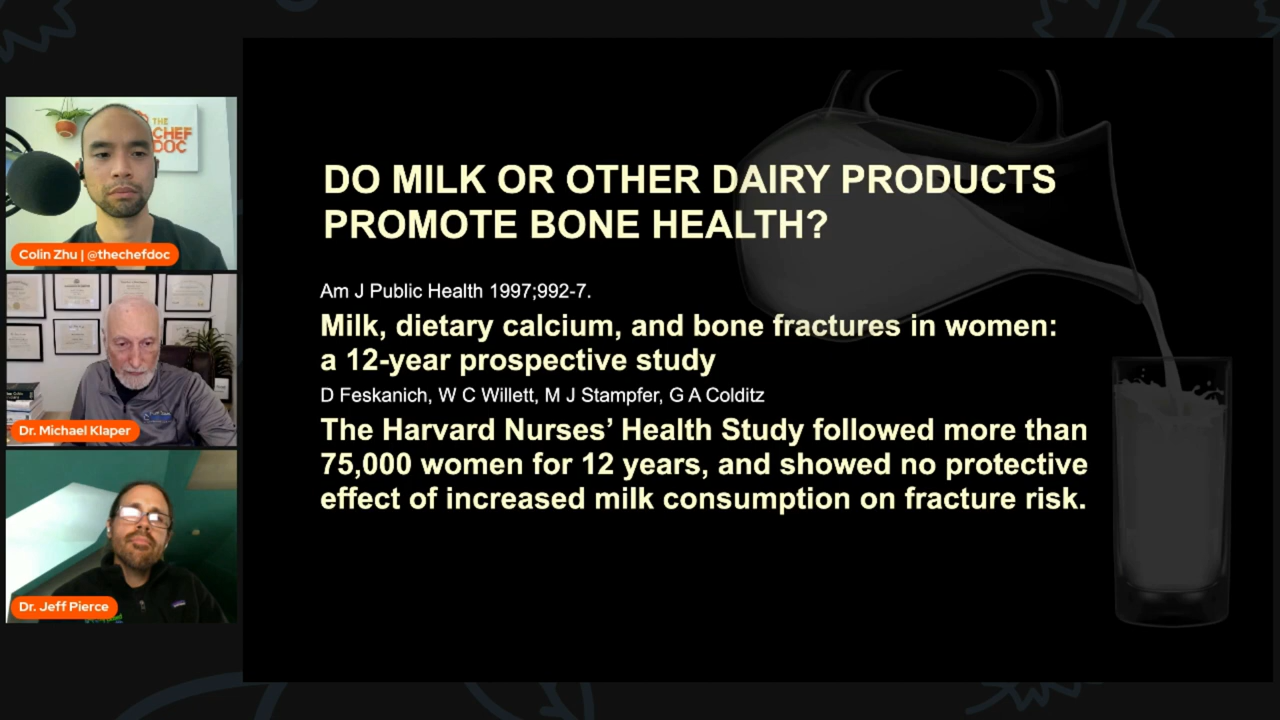 THE
CHEF
DOC
Colin Zhu | @thechefdoc
Dr. Michael Klaper
Dr. Jeff Pierce
DO MILK OR OTHER DAIRY PRODUCTS
PROMOTE BONE HEALTH?
Am J Public Health 1997;992-7.
Milk, dietary calcium, and bone fractures in women:
a 12-year prospective study
D Feskanich, W C Willett, M J Stampfer, G A Colditz
The Harvard Nurses’ Health Study followed more than
75,000 women for 12 years, and showed no protective
effect of increased milk consumption on fracture risk.